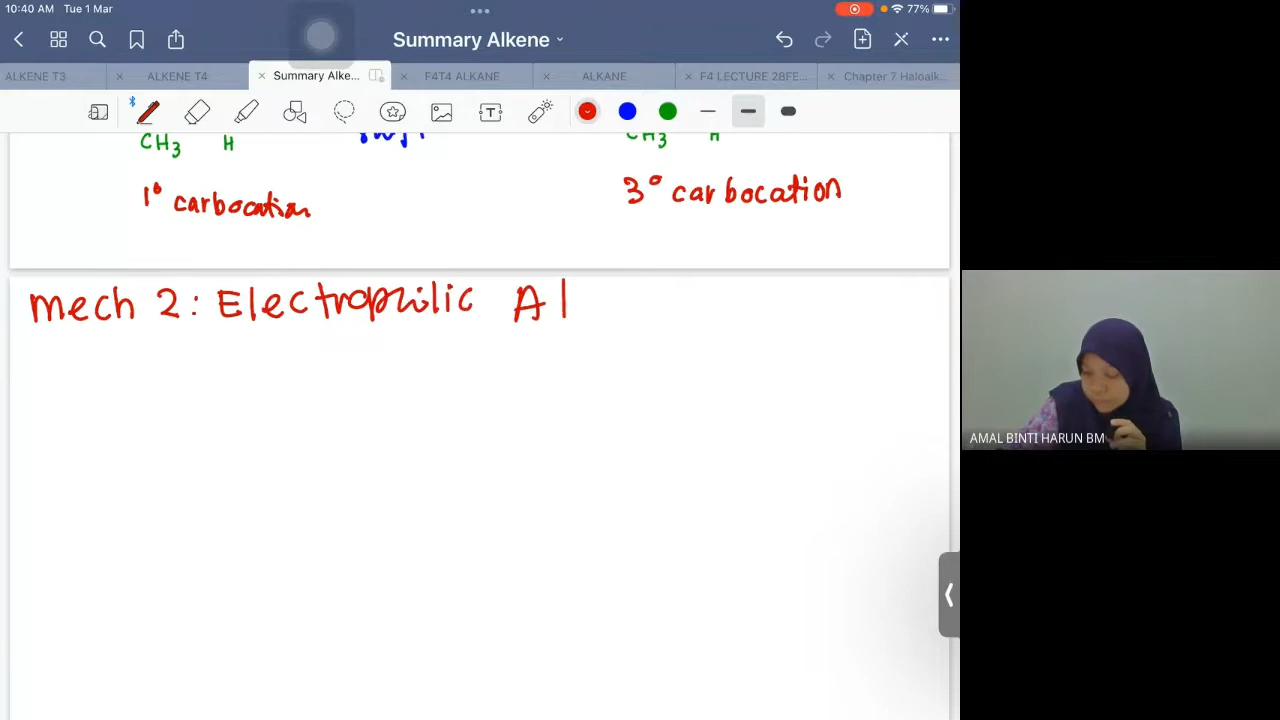 10:40 AM Tue 1 Mar
77%
Summary Alkene
ALKENE T3
ALKENE T4
Summary Alke...
F4T4 ALKANE
ALKANE
F4 LECTURE 28FE...
Chapter 7 Haloalk...
CH3 H
CH3 H
1° carbocation
3° carbocation
mech 2: Electrophilic A
AMAL BINTI HARUN BM